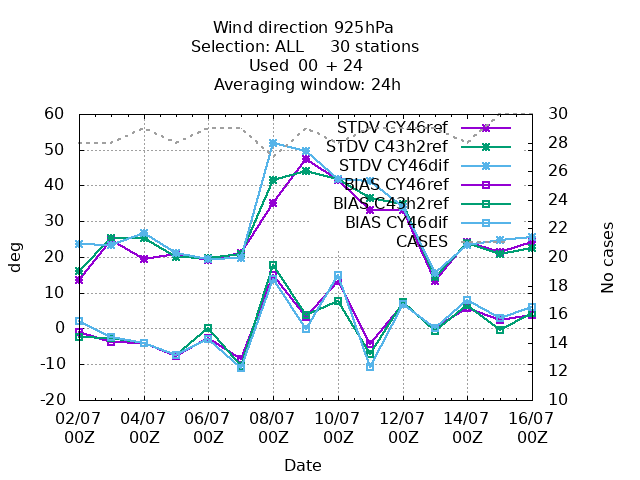 Wind direction 925hPa
Selection: ALL 30 stations
Used 00 + 24
Averaging window: 24h
60 30
STDV CY46ref
50 28
STDV C43h2ref
STDV CY46dif
40 26
BIAS CY46ref
30 24
BIAS C43h2ref
BIAS CY46dif
20 22
CASES
10 20
0 18
-10 16
-20 14
12
10
deg
No cases
02/07 04/07 06/07 08/07 10/07 12/07 14/07 16/07
00Z 00Z 00Z 00Z 00Z 00Z 00Z 00Z
Date